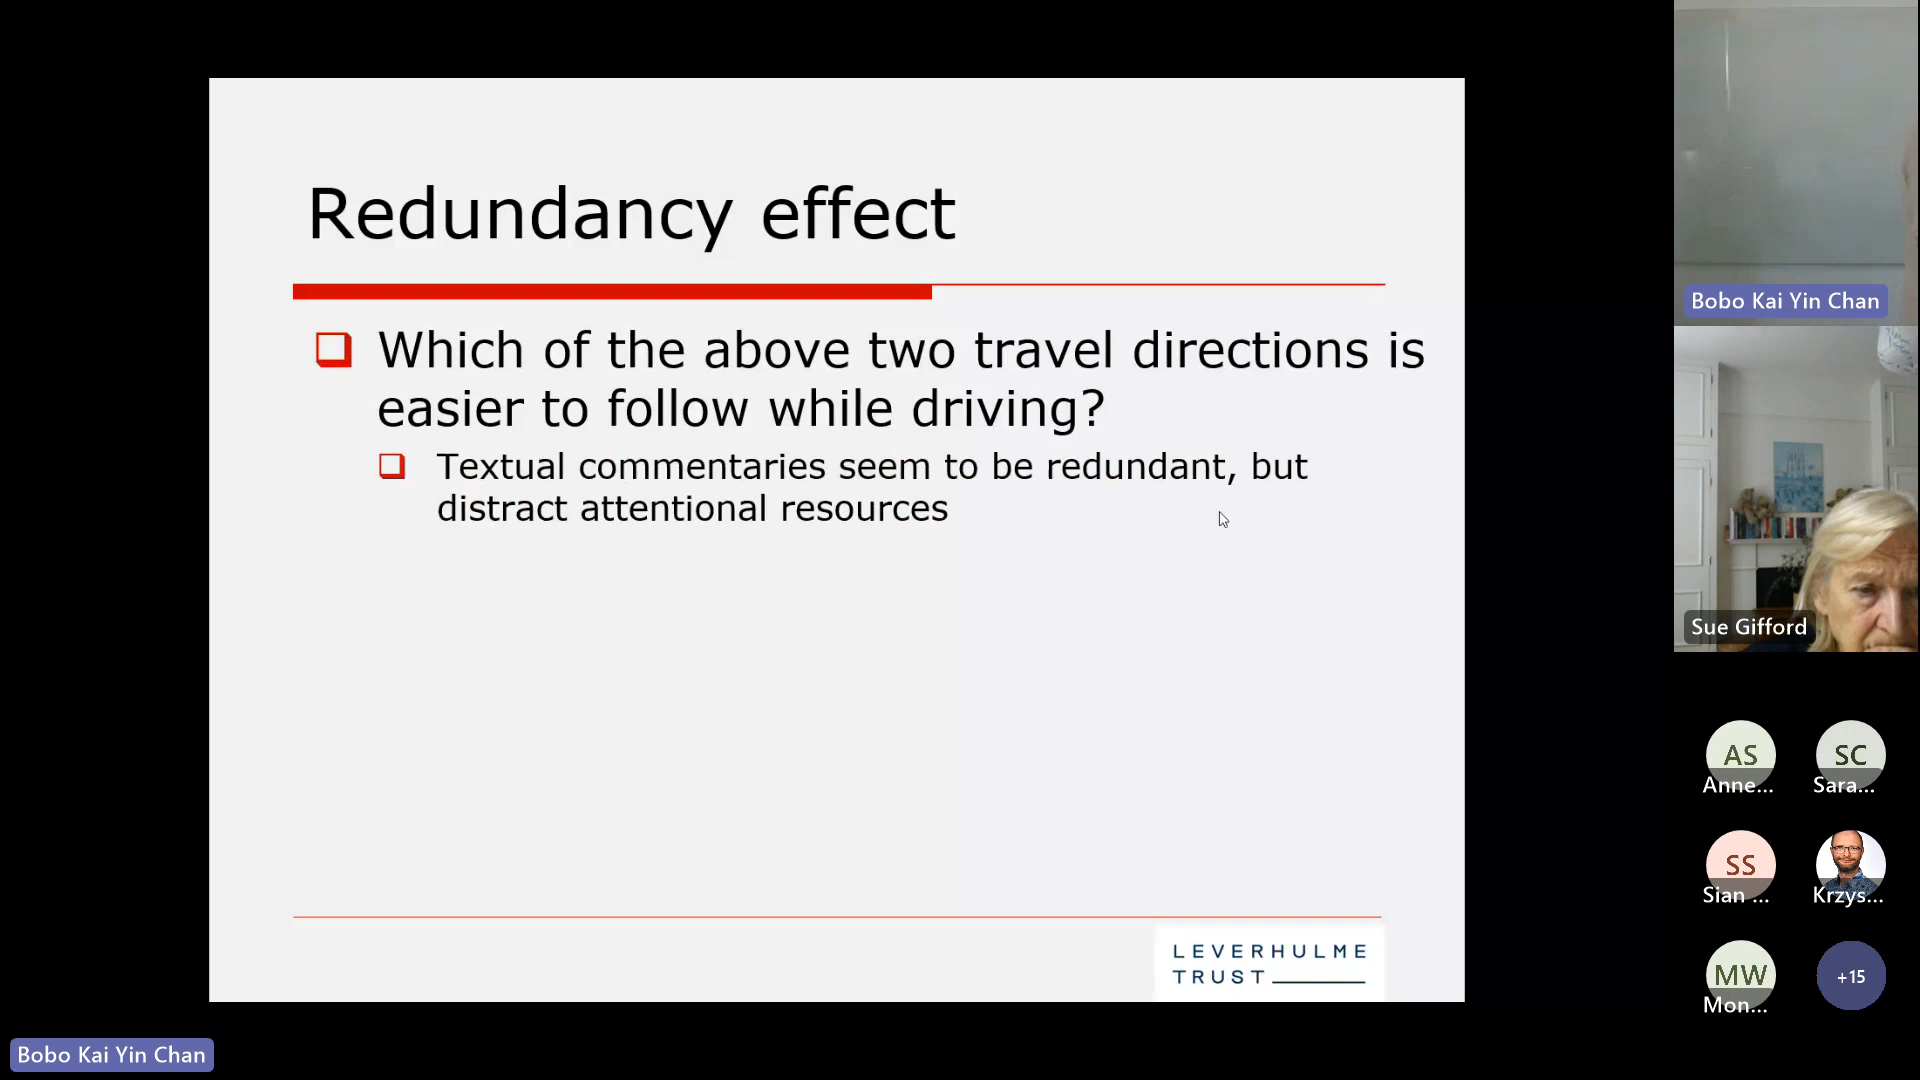 Redundancy effect
Which of the above two travel directions is
easier to follow while driving?
Textual commentaries seem to be redundant, but
distract attentional resources
LEVERHULME
TRUST
Bobo Kai Yin Chan
Sue Gifford
AS
Anne...
SC
Sara...
SS
Sian ...
Krzys...
MW
Mon...
+15
Bobo Kai Yin Chan